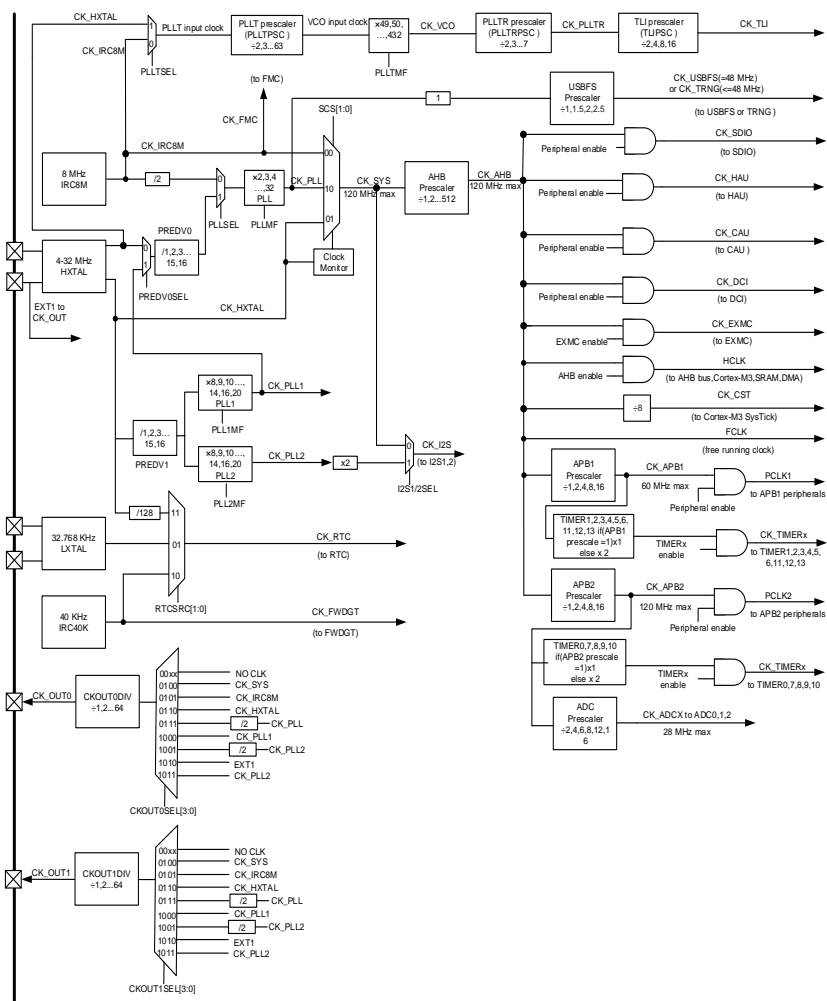 CK_HXTAL
1
0
CK_IRC8M
PLLTSEL
PLLT input clock
PLLT prescaler
(PLLTPSC )
÷2,3...63
VCO input clock
×49,50,
...,432
PLLTMF
CK_VCO
PLLTR prescaler
(PLLTRPSC )
÷2,3...7
CK_PLLTR
TLI prescaler
(TLIPSC )
÷2,4,8,16
CK_TLI
(to FMC)
CK_FMC
SCS[1:0]
1
USBFS
Prescaler
÷1,1.5,2,2.5
CK_USBFS(=48 MHz)
or CK_TRNG(<=48 MHz)
(to USBFS or TRNG )
8 MHz
IRC8M
CK_IRC8M
/2
0
1
PLLSEL
×2,3,4
...,32
PLL
PLLMF
CK_PLL
00
10
01
CK_SYS
120 MHz max
AHB
Prescaler
÷1,2...512
CK_AHB
120 MHz max
Peripheral enable
CK_SDIO
(to SDIO)
Peripheral enable
CK_HAU
(to HAU)
Peripheral enable
CK_CAU
(to CAU )
Peripheral enable
CK_DCI
(to DCI)
EXMC enable
CK_EXMC
(to EXMC)
AHB enable
HCLK
(to AHB bus,Cortex-M3,SRAM,DMA)
÷8
CK_CST
(to Cortex-M3 SysTick)
FCLK
(free running clock)
4-32 MHz
HXTAL
EXT1 to
CK_OUT
0
1
PREDV0SEL
PREDV0
/1,2,3...
15,16
Clock
Monitor
CK_HXTAL
/1,2,3...
15,16
PREDV1
×8,9,10...,
14,16,20
PLL1
PLL1MF
CK_PLL1
×8,9,10...,
14,16,20
PLL2
PLL2MF
CK_PLL2
x2
0
1
I2S1/2SEL
CK_I2S
(to I2S1,2)
APB1
Prescaler
÷1,2,4,8,16
CK_APB1
60 MHz max
Peripheral enable
PCLK1
to APB1 peripherals
TIMER1,2,3,4,5,6,
11,12,13 if(APB1
prescale =1)x1
else x 2
TIMERx
enable
CK_TIMERx
to TIMER1,2,3,4,5,
6,11,12,13
APB2
Prescaler
÷1,2,4,8,16
CK_APB2
120 MHz max
Peripheral enable
PCLK2
to APB2 peripherals
TIMER0,7,8,9,10
if(APB2 prescale
=1)x1
else x 2
TIMERx
enable
CK_TIMERx
to TIMER0,7,8,9,10
ADC
Prescaler
÷2,4,6,8,12,1
6
CK_ADCX to ADC0,1,2
28 MHz max
32.768 KHz
LXTAL
/128
11
01
10
RTCSRC[1:0]
CK_RTC
(to RTC)
40 KHz
IRC40K
CK_FWDGT
(to FWDGT)
CK_OUT0
CKOUT0DIV
÷1,2...64
00xx
NO CLK
0100
CK_SYS
0101
CK_IRC8M
0110
CK_HXTAL
0111
/2
CK_PLL
1000
CK_PLL1
1001
/2
CK_PLL2
1010
EXT1
1011
CK_PLL2
CKOUT0SEL[3:0]
CK_OUT1
CKOUT1DIV
÷1,2...64
00xx
NO CLK
0100
CK_SYS
0101
CK_IRC8M
0110
CK_HXTAL
0111
/2
CK_PLL
1000
CK_PLL1
1001
/2
CK_PLL2
1010
EXT1
1011
CK_PLL2
CKOUT1SEL[3:0]